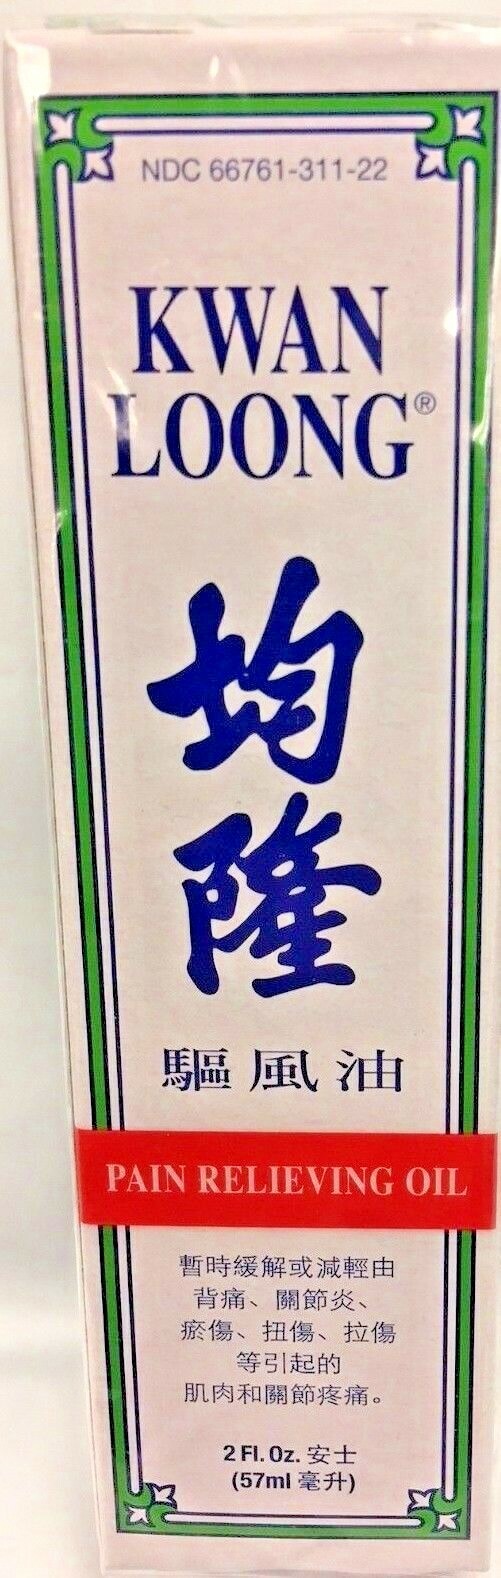 NDC 66761-311-22
KWAN
LOONG®
均
隆
驅風油
PAIN RELIEVING OIL
暫時緩解或減輕由
背痛、關節炎、
瘀傷、扭傷、拉傷
等引起的
肌肉和關節疼痛。
2 Fl. Oz. 安士
(57ml 毫升)